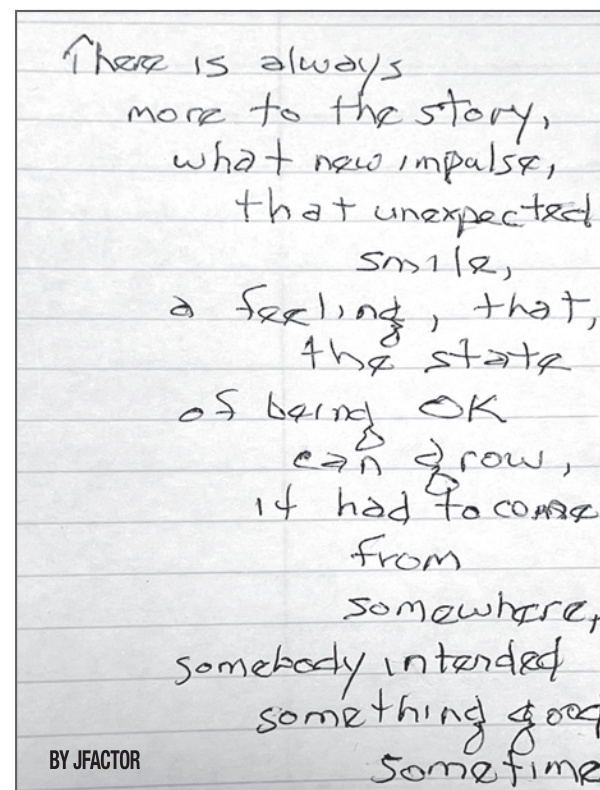 There is always
more to the story,
what new impulse,
that unexpected
smile,
a feeling, that,
the state
of being OK
can grow,
it had to come
from
somewhere,
somebody intended
something good
sometime
BY JFACTOR